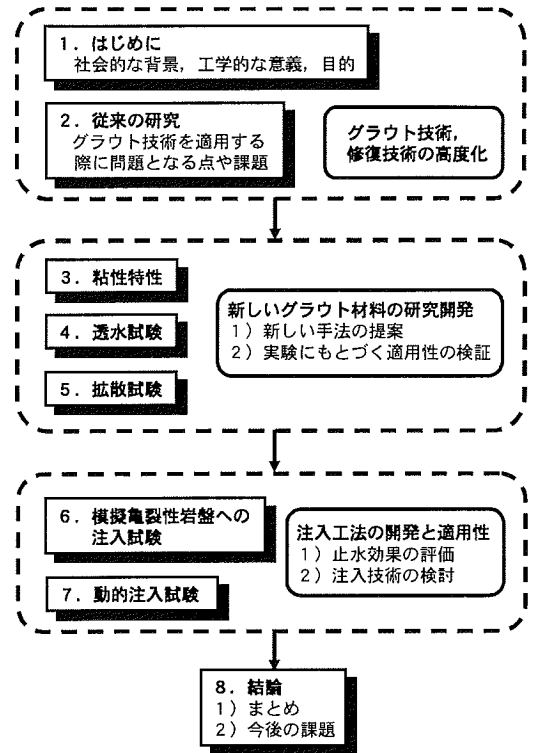 1．はじめに
社会的な背景，工学的な意義，目的
2．従来の研究
グラウト技術を適用する
際に問題となる点や課題
グラウト技術，
修復技術の高度化
3．粘性特性
4．透水試験
5．拡散試験
新しいグラウト材料の研究開発
1）新しい手法の提案
2）実験にもとづく適用性の検証
6．模擬亀裂性岩盤への
注入試験
7．動的注入試験
注入工法の開発と適用性
1）止水効果の評価
2）注入技術の検討
8．結論
1）まとめ
2）今後の課題